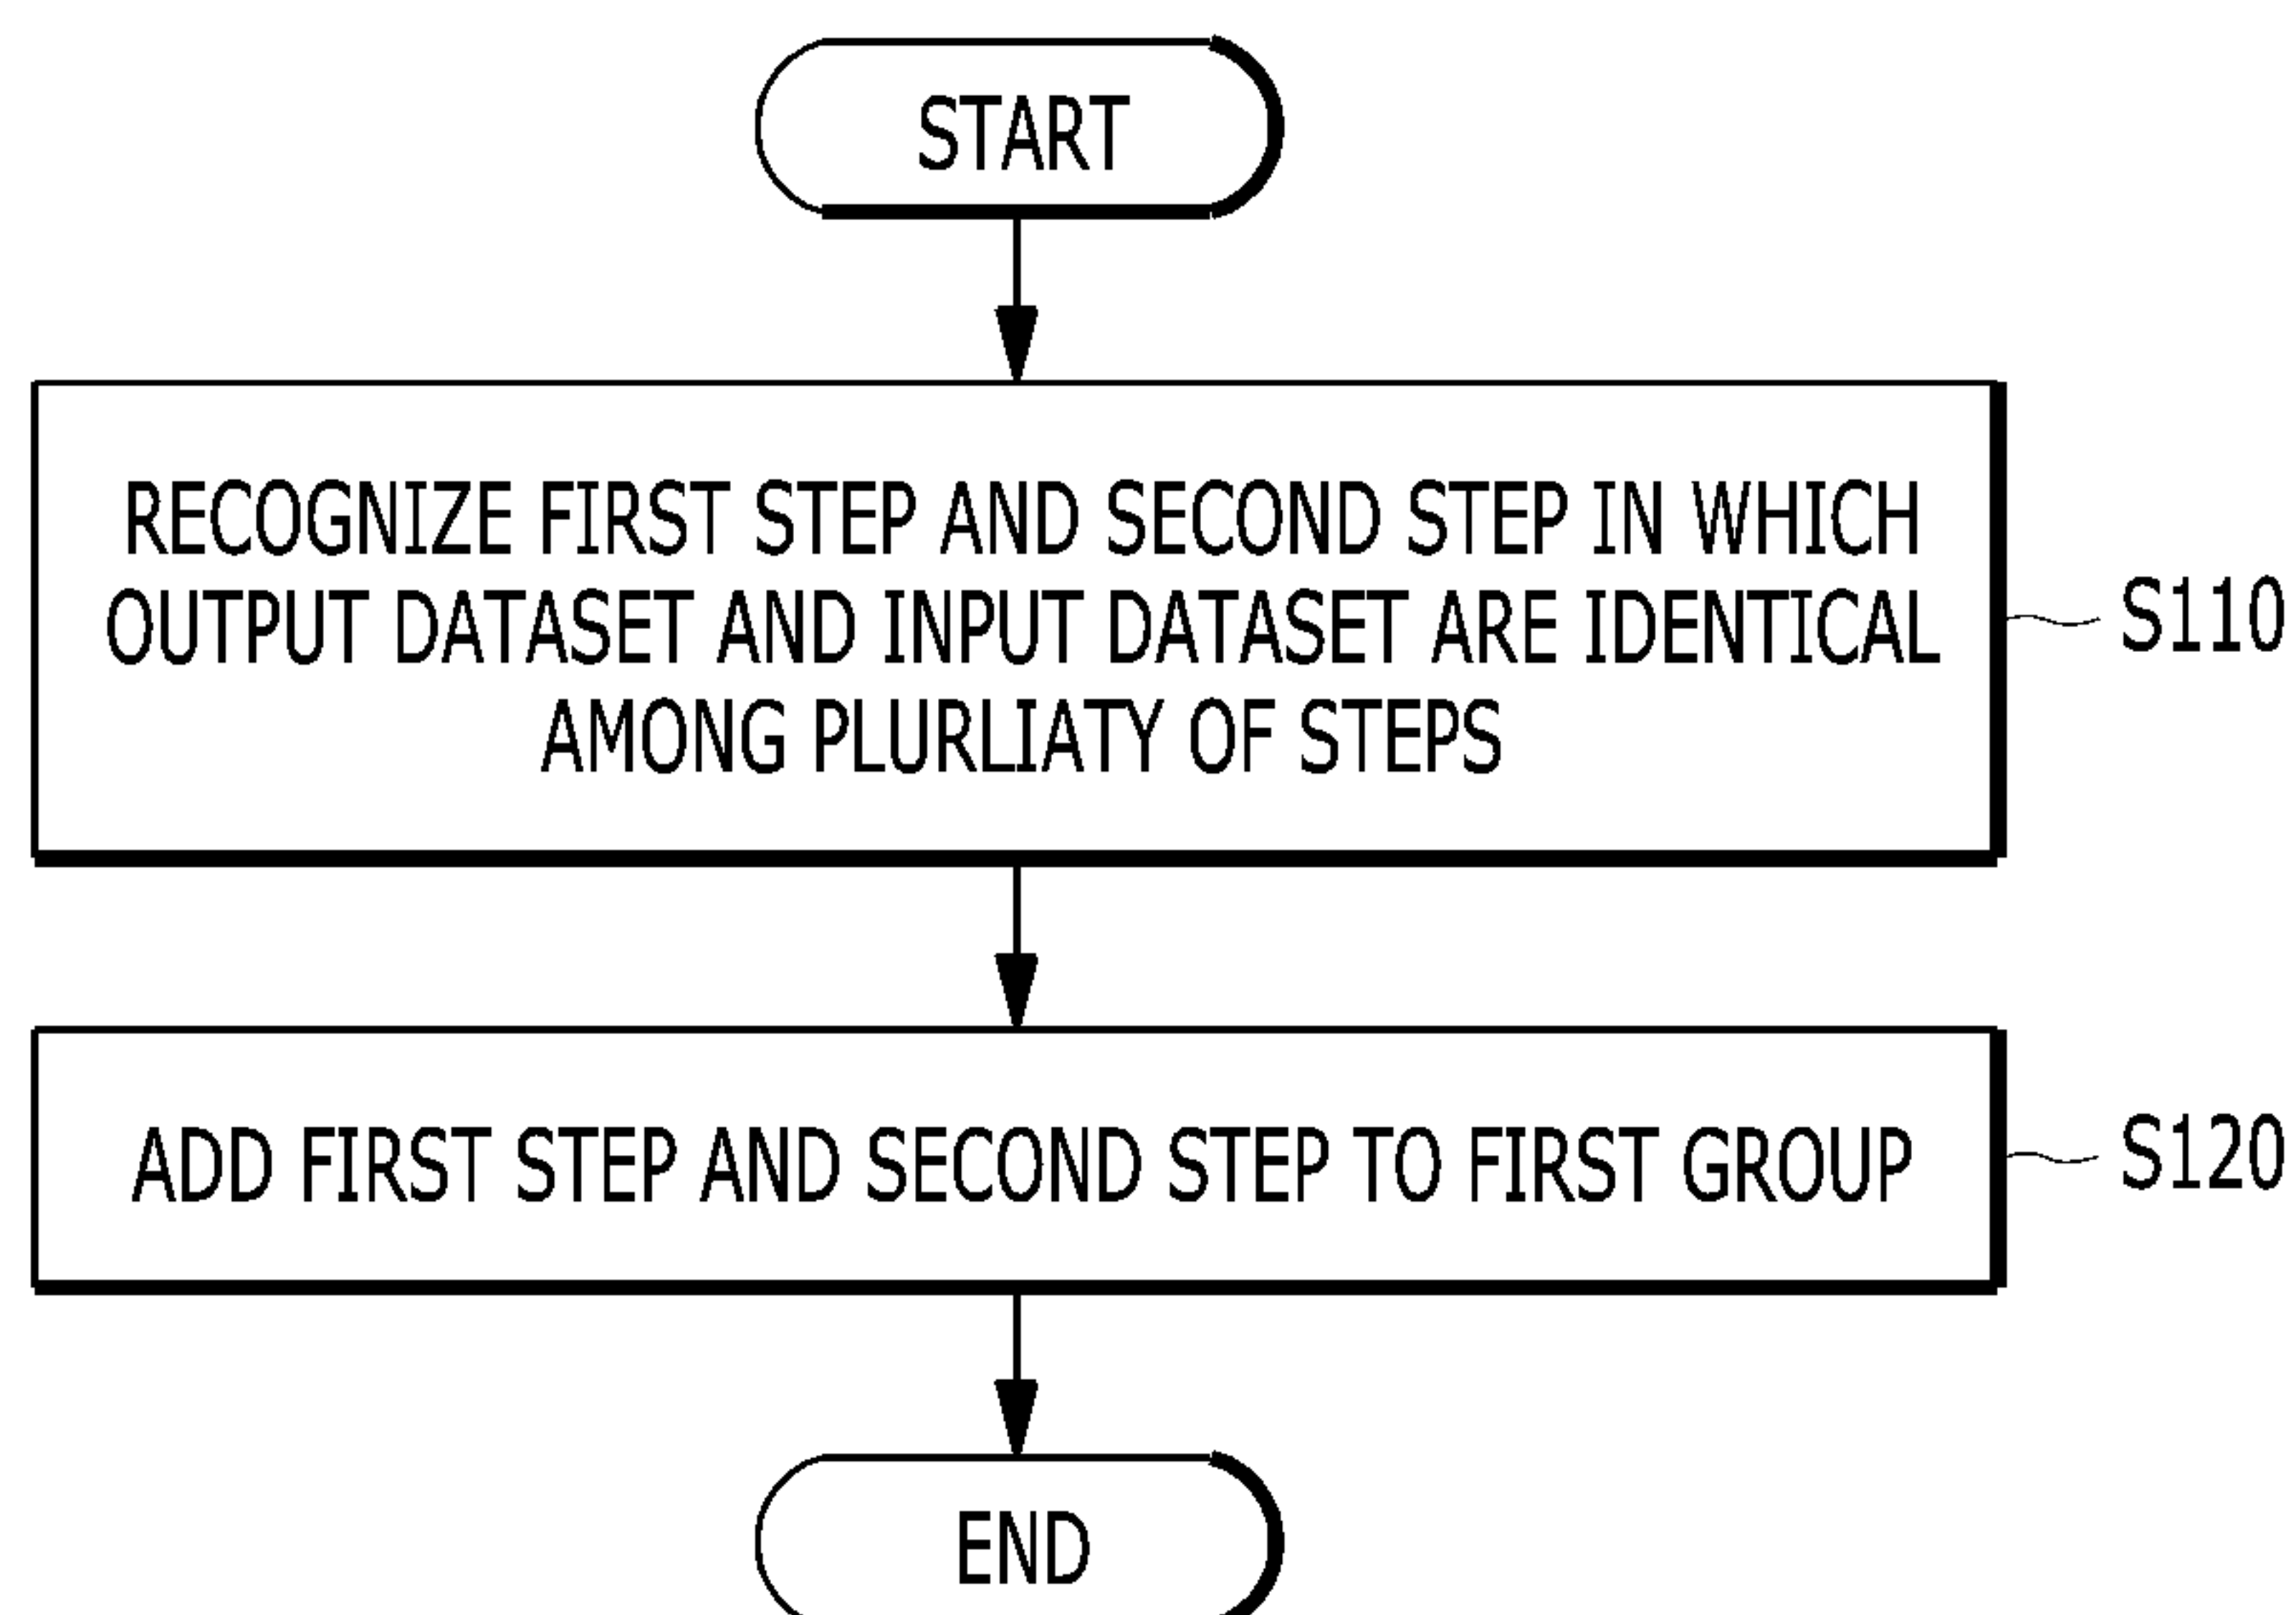 START
RECOGNIZE FIRST STEP AND SECOND STEP IN WHICH
OUTPUT DATASET AND INPUT DATASET ARE IDENTICAL
AMONG PLURLIATY OF STEPS
S110
ADD FIRST STEP AND SECOND STEP TO FIRST GROUP
S120
END